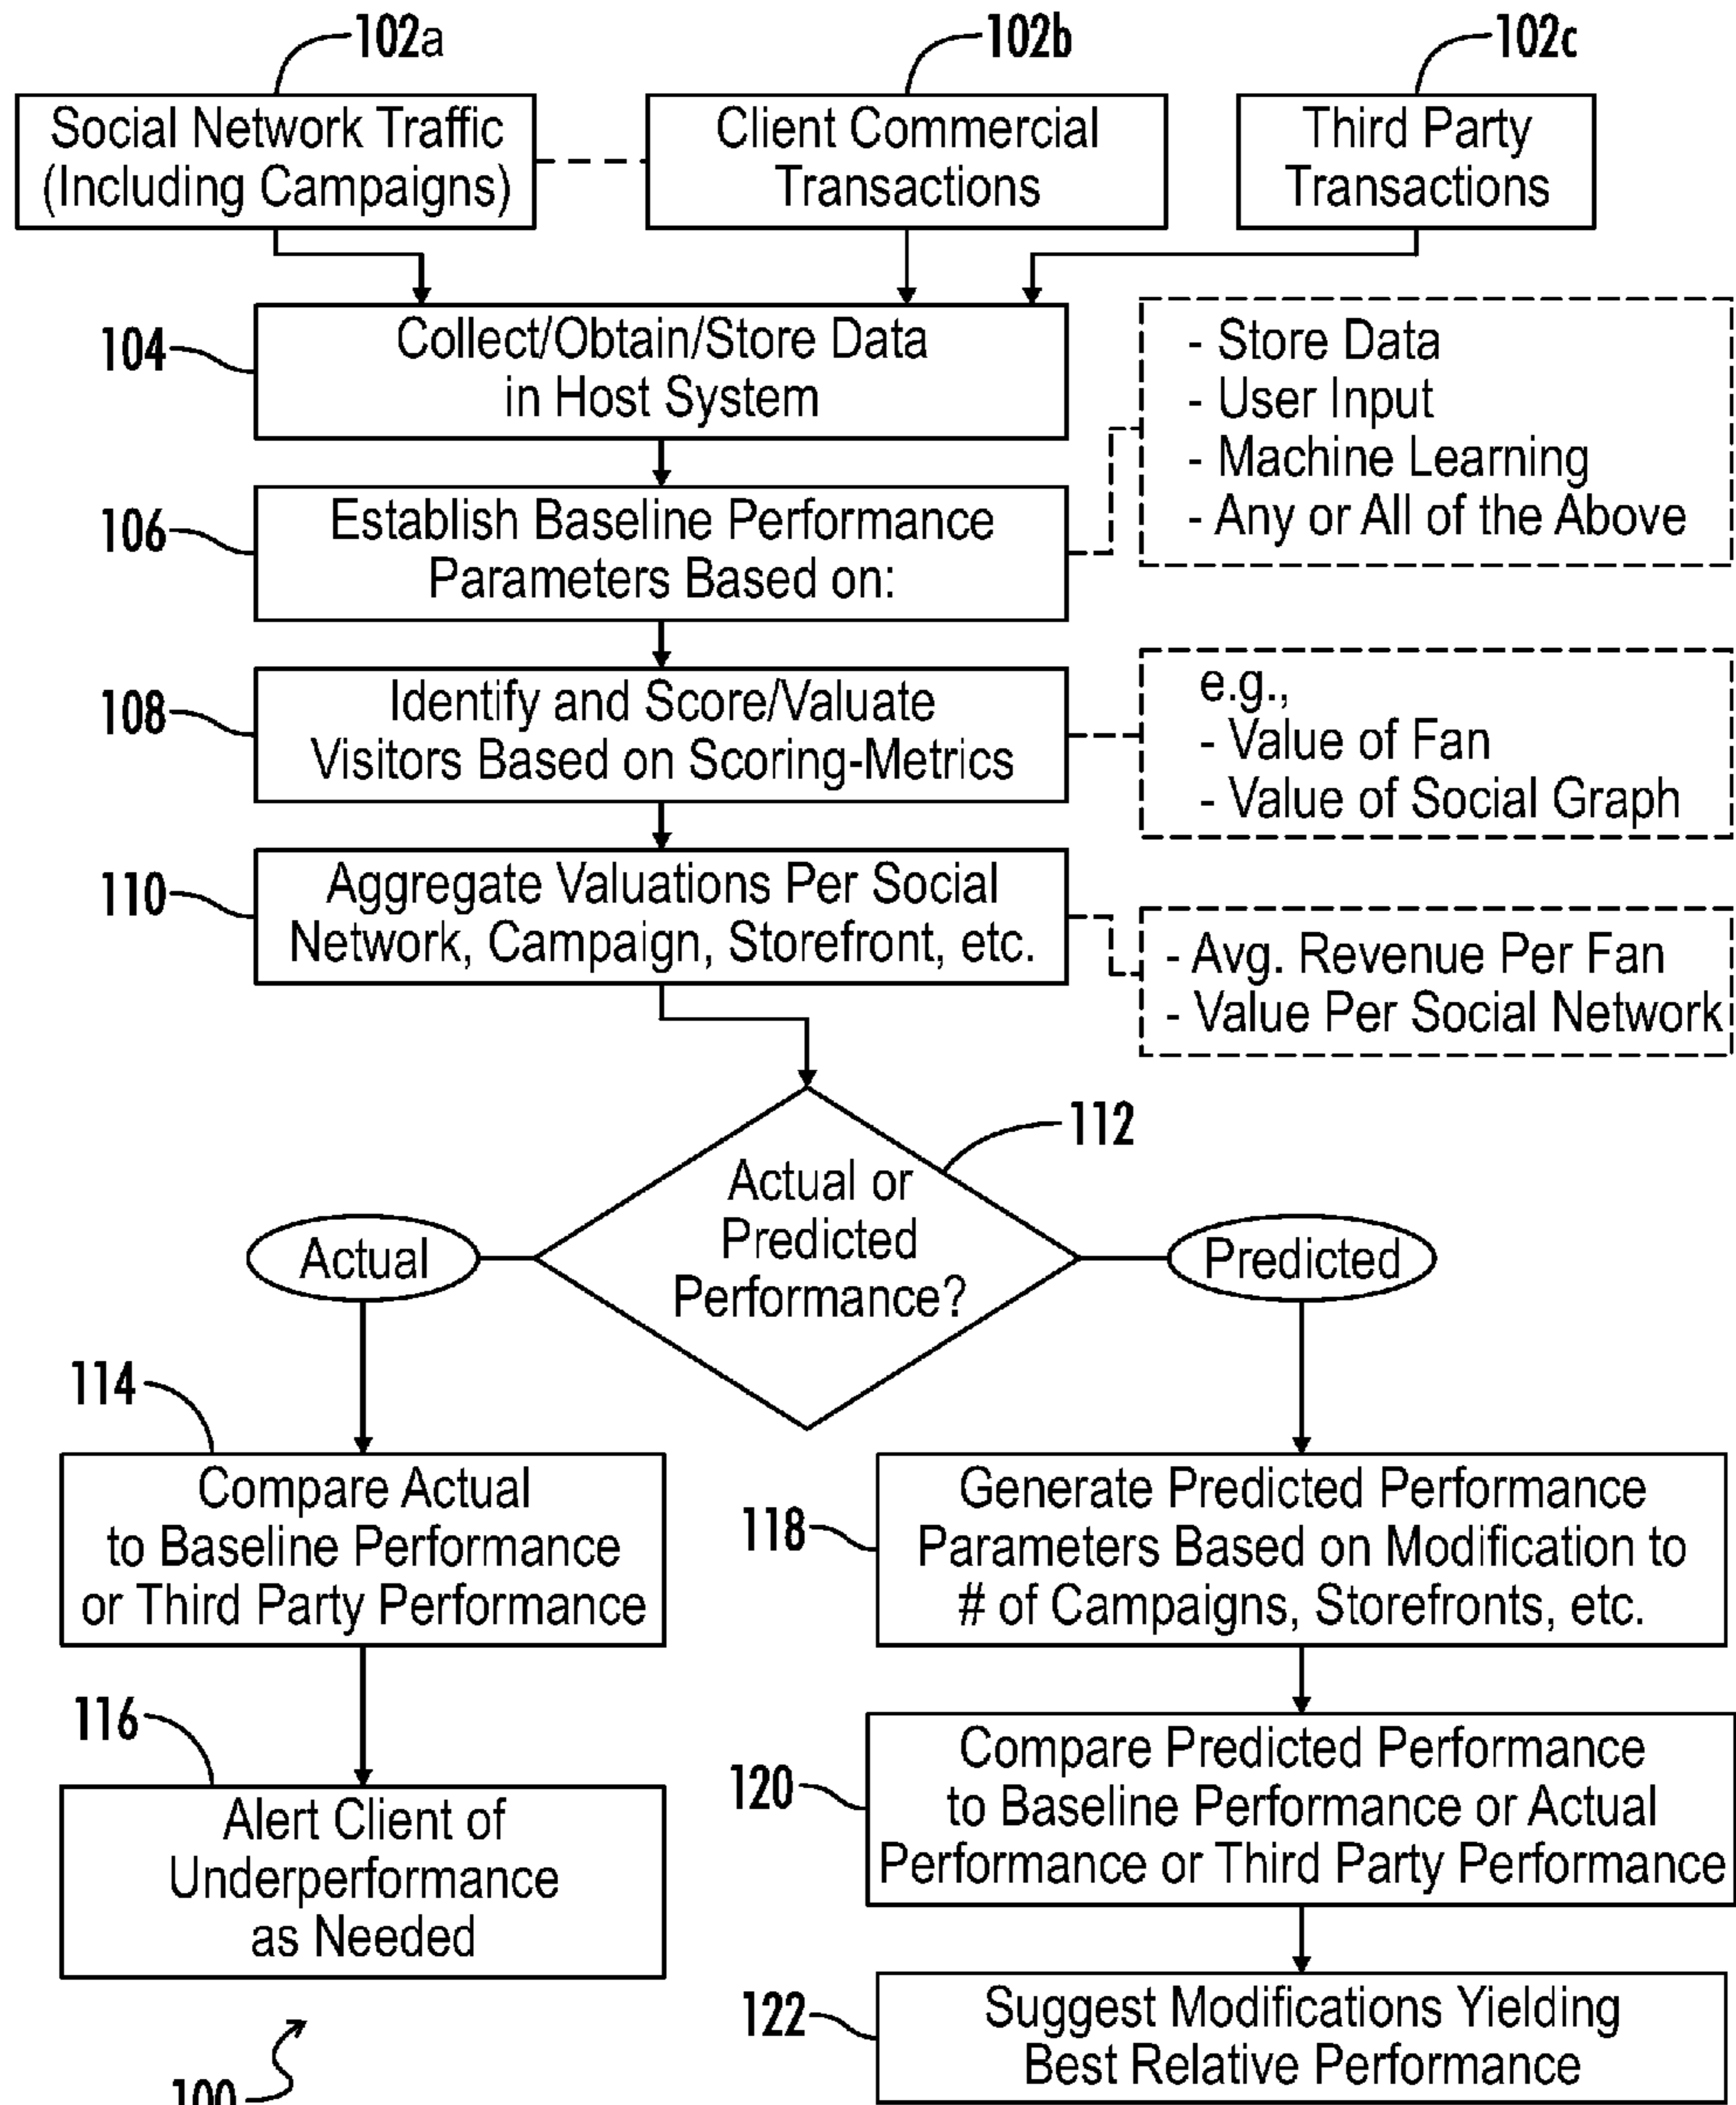 102a
102b
102c
Social Network Traffic
(Including Campaigns)
Client Commercial
Transactions
Third Party
Transactions
104
Collect/Obtain/Store Data
in Host System
- Store Data
- User Input
- Machine Learning
- Any or All of the Above
106
Establish Baseline Performance
Parameters Based on:
108
Identify and Score/Valuate
Visitors Based on Scoring-Metrics
e.g.,
- Value of Fan
- Value of Social Graph
110
Aggregate Valuations Per Social
Network, Campaign, Storefront, etc.
- Avg. Revenue Per Fan
- Value Per Social Network
112
Actual or
Predicted
Performance?
Actual
Predicted
114
Compare Actual
to Baseline Performance
or Third Party Performance
118
Generate Predicted Performance
Parameters Based on Modification to
# of Campaigns, Storefronts, etc.
116
Alert Client of
Underperformance
as Needed
120
Compare Predicted Performance
to Baseline Performance or Actual
Performance or Third Party Performance
122
Suggest Modifications Yielding
Best Relative Performance
100